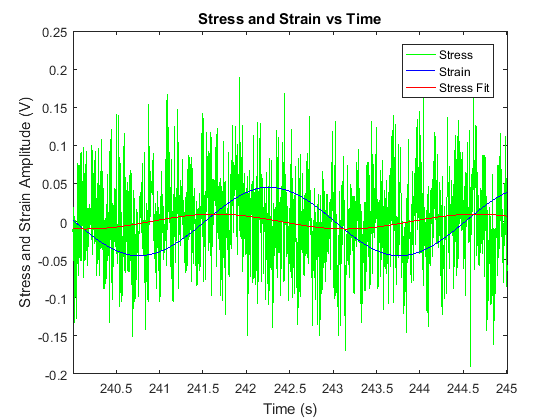 Stress and Strain vs Time
Stress
Strain
Stress Fit
Stress and Strain Amplitude (V)
0.25
0.2
0.15
0.1
0.05
0
-0.05
-0.1
-0.15
-0.2
240.5 241 241.5 242 242.5 243 243.5 244 244.5 245
Time (s)